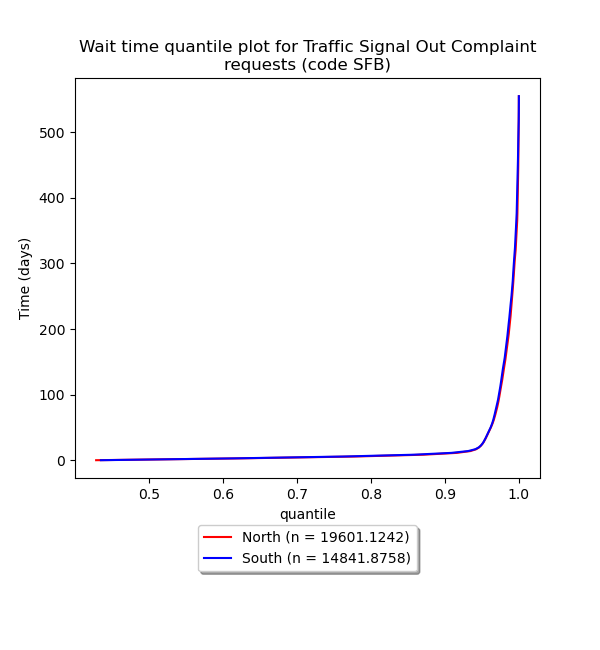 Wait time quantile plot for Traffic Signal Out Complaint
requests (code SFB)
Time (days)
500
400
300
200
100
0
0.5 0.6 0.7 0.8 0.9 1.0
quantile
North (n = 19601.1242)
South (n = 14841.8758)